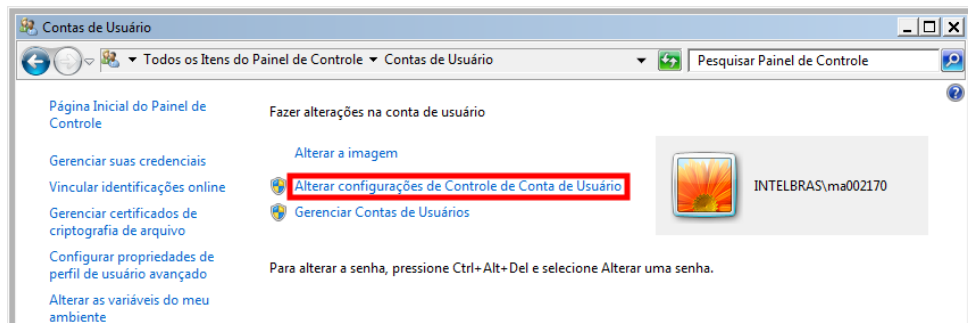 Contas de Usuário
Todos os Itens do Painel de Controle Contas de Usuário
Pesquisar Painel de Controle
Página Inicial do Painel de
Controle
Gerenciar suas credenciais
Vincular identificações online
Gerenciar certificados de
criptografia de arquivo
Configurar propriedades de
perfil de usuário avançado
Alterar as variáveis do meu
ambiente
Fazer alterações na conta de usuário
Alterar a imagem
Alterar configurações de Controle de Conta de Usuário
Gerenciar Contas de Usuários
INTELBRAS\ma002170
Para alterar a senha, pressione Ctrl+Alt+Del e selecione Alterar uma senha.